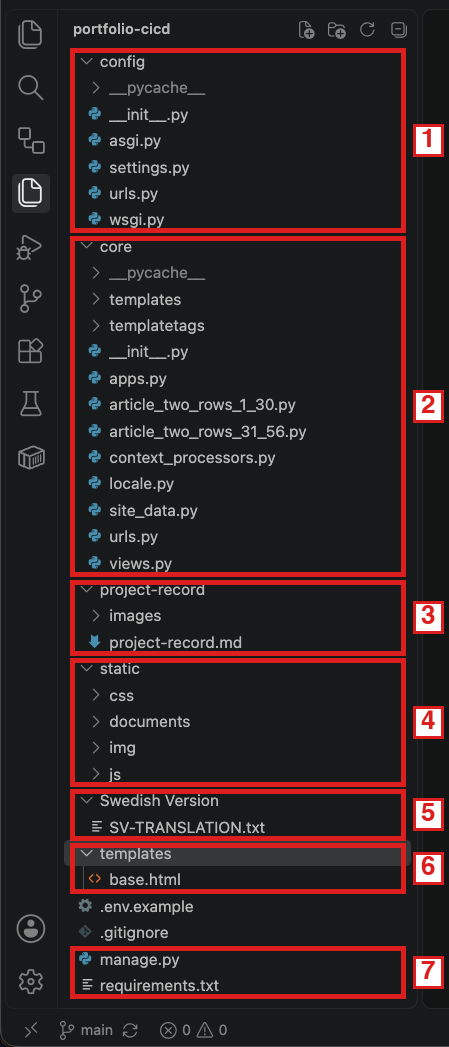 portfolio-cicd
config
__pycache__
__init__.py
asgi.py
settings.py
urls.py
wsgi.py
1
core
__pycache__
templates
templatetags
__init__.py
apps.py
article_two_rows_1_30.py
article_two_rows_31_56.py
context_processors.py
locale.py
site_data.py
urls.py
views.py
2
project-record
images
project-record.md
3
static
css
documents
img
js
4
Swedish Version
SV-TRANSLATION.txt
5
templates
base.html
6
.env.example
.gitignore
manage.py
requirements.txt
7
main 0 0